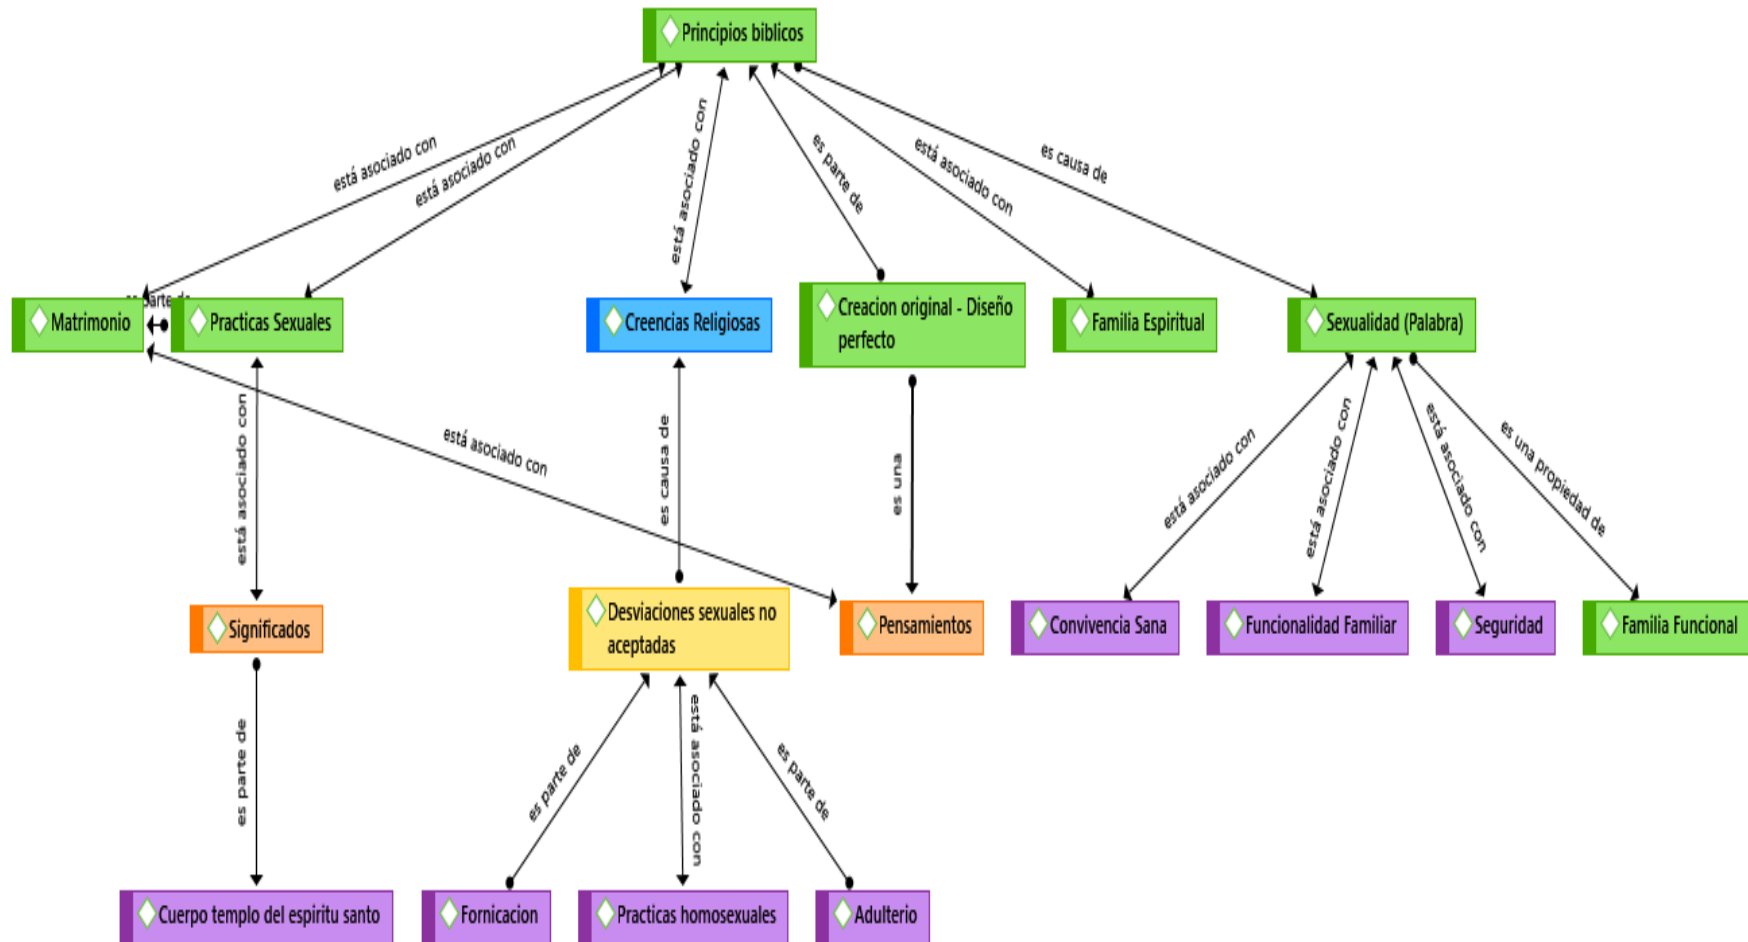 Principios biblicos
está asociado con
está asociado con
está asociado con
es parte de
está asociado con
es causa de
Matrimonio
es parte de
Practicas Sexuales
Creencias Religiosas
Creacion original - Diseño
perfecto
Familia Espiritual
Sexualidad (Palabra)
está asociado con
está asociado con
es causa de
es una
está asociado con
está asociado con
está asociado con
es una propiedad de
Significados
Desviaciones sexuales no
aceptadas
Pensamientos
Convivencia Sana
Funcionalidad Familiar
Seguridad
Familia Funcional
es parte de
es parte de
está asociado con
es parte de
Cuerpo templo del espiritu santo
Fornicacion
Practicas homosexuales
Adulterio